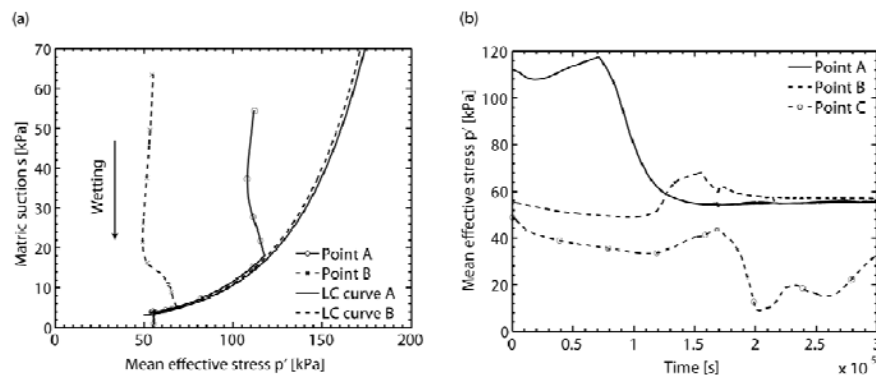 (a)
70
60
50
40
30
20
10
0
Matric suction s [kPa]
Wetting
Point A
Point B
LC curve A
LC curve B
0 50 100 150 200
Mean effective stress p' [kPa]
(b)
120
100
80
60
40
20
0
Mean effective stress p' [kPa]
Point A
Point B
Point C
0 0.5 1 1.5 2 2.5 3
Time [s]
x 10